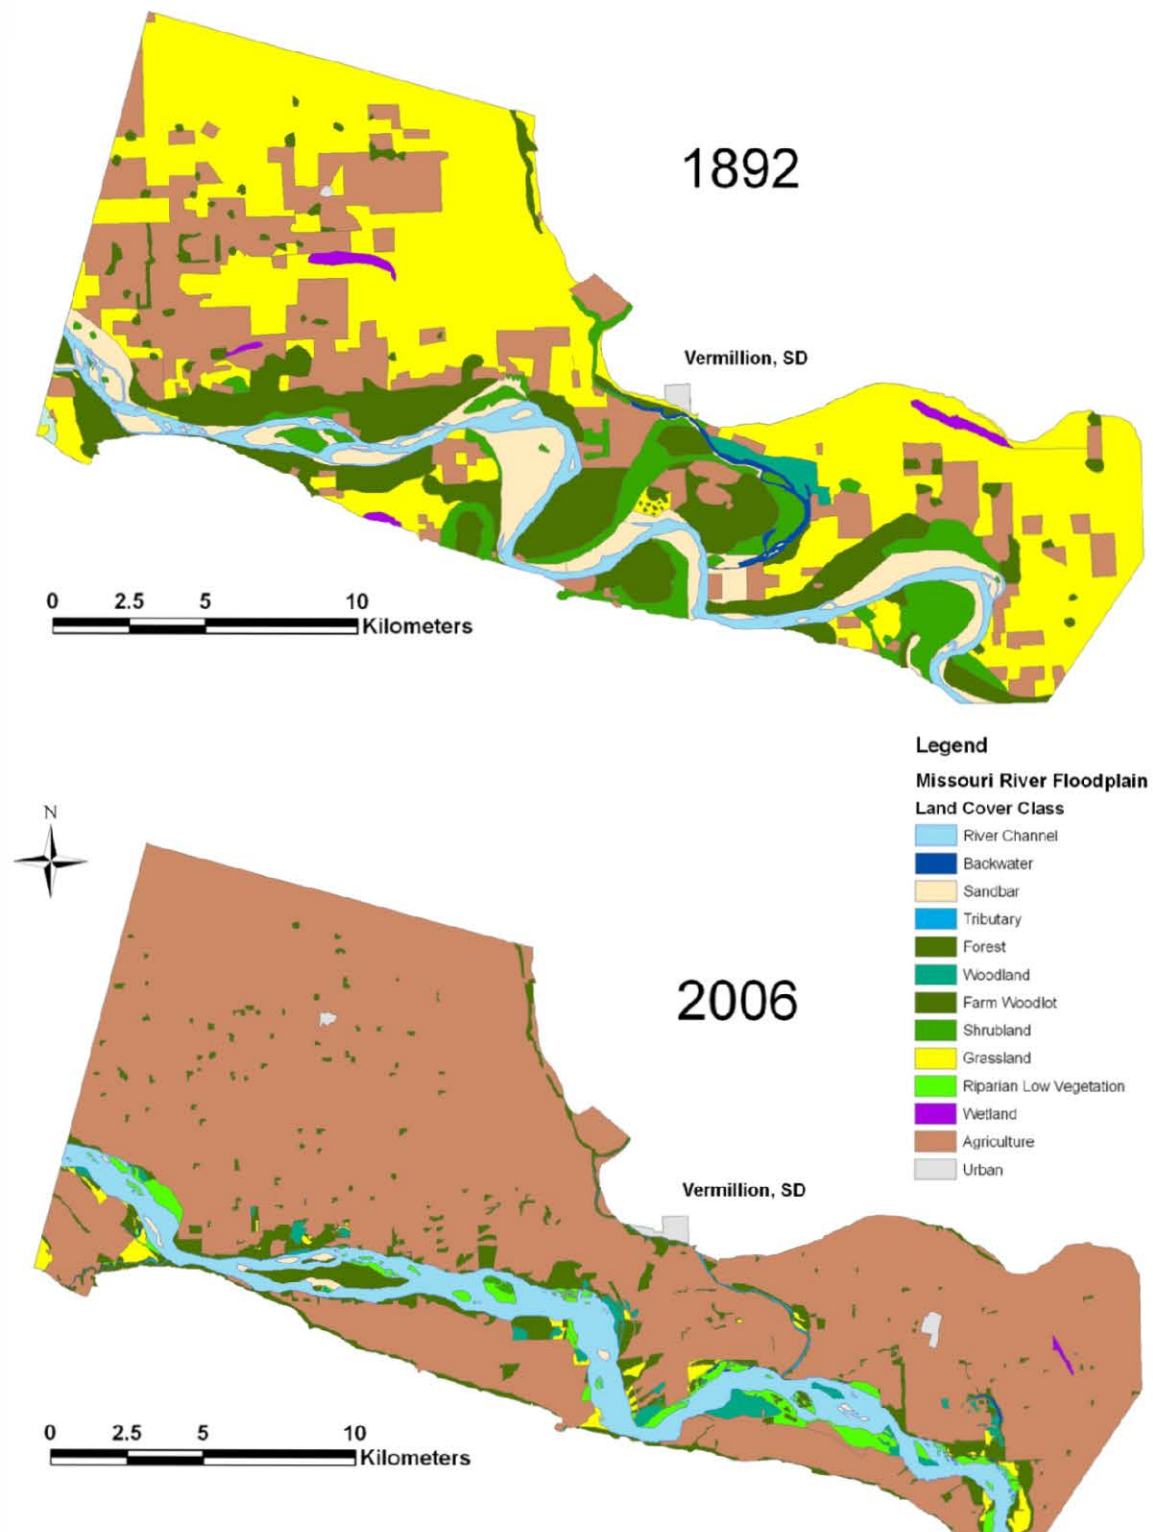 1892
Vermillion, SD
0 2.5 5 10
Kilometers
Legend
Missouri River Floodplain
Land Cover Class
River Channel
Backwater
Sandbar
Tributary
Forest
Woodland
Farm Woodlot
Shrubland
Grassland
Riparian Low Vegetation
Wetland
Agriculture
Urban
N
2006
Vermillion, SD
0 2.5 5 10
Kilometers